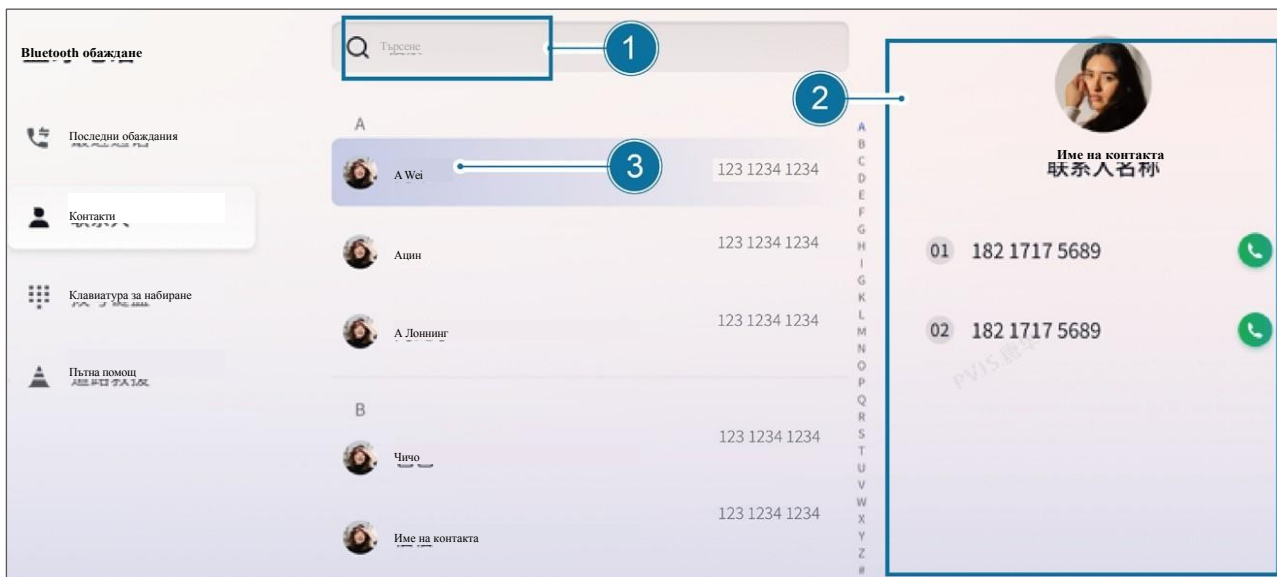 Bluetooth обаждане
Последни обаждания
Контакти
Клавиатура за набиране
Пътна помощ
Търсене
1
A
A Wei
3
123 1234 1234
Ацин
123 1234 1234
А Лоннинг
123 1234 1234
B
Чичо
123 1234 1234
Име на контакта
123 1234 1234
A
B
C
D
E
F
G
H
I
G
K
L
M
N
O
P
Q
R
S
T
U
V
W
X
Y
Z
#
2
Име на контакта
联系人名称
01 182 1717 5689
02 182 1717 5689